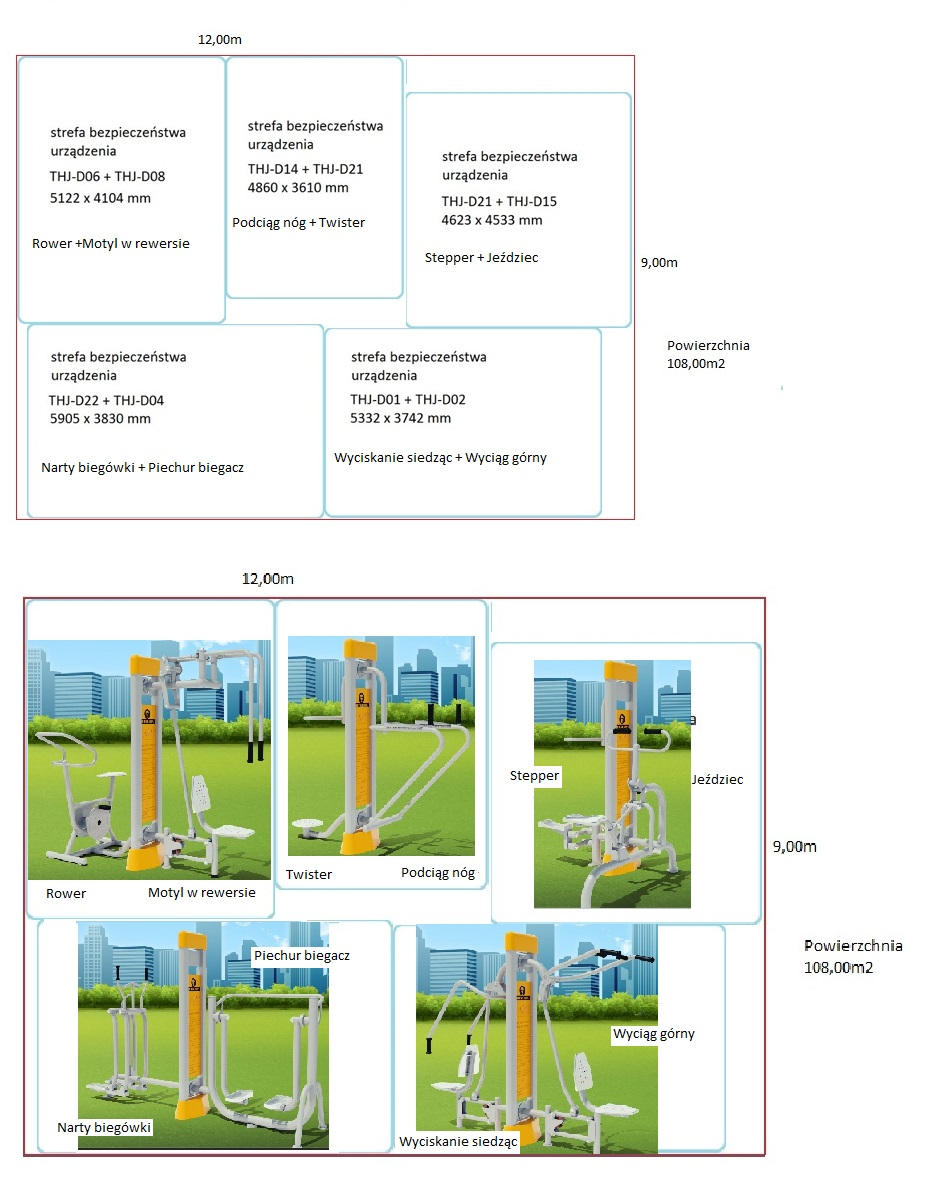 12,00m
strefa bezpieczeństwa
urządzenia
THJ-D06 + THJ-D08
5122 x 4104 mm
Rower +Motyl w rewersie
strefa bezpieczeństwa
urządzenia
THJ-D14 + THJ-D21
4860 x 3610 mm
Podciąg nóg + Twister
strefa bezpieczeństwa
urządzenia
THJ-D21 + THJ-D15
4623 x 4533 mm
Stepper + Jeździec
9,00m
Powierzchnia
108,00m2
strefa bezpieczeństwa
urządzenia
THJ-D22 + THJ-D04
5905 x 3830 mm
Narty biegówki + Piechur biegacz
strefa bezpieczeństwa
urządzenia
THJ-D01 + THJ-D02
5332 x 3742 mm
Wyciskanie siedząc + Wyciąg górny
12,00m
Rower
Motyl w rewersie
Twister
Podciąg nóg
Stepper
a
Jeździec
9,00m
Powierzchnia
108,00m2
Piechur biegacz
Narty biegówki
Wyciąg górny
Wyciskanie siedząc